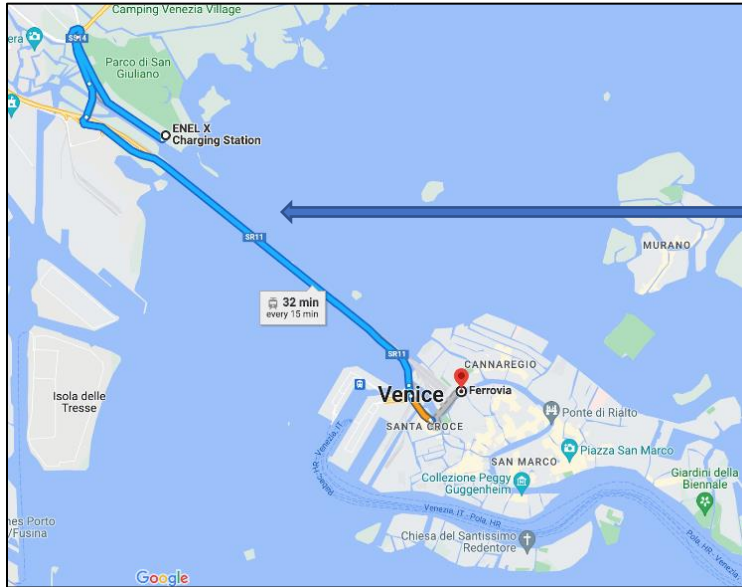 Camping Venezia Village
era
SS14
Parco di San
Giuliano
ENEL X
Charging Station
SR11
MURANO
32 min
every 15 min
SR11
CANNAREGIO
Venice
Ferrovia
Isola delle
Tresse
Venezia, IT
SANTA CROCE
Ponte di Rialto
SAN MARCO
Piazza San Marco
Collezione Peggy
Guggenheim
Giardini della
Biennale
Venezia, IT - Pola, HR
Chiesa del Santissimo
Redentore
Pola, HR - Venezia
nes Porto
/Fusina
Google